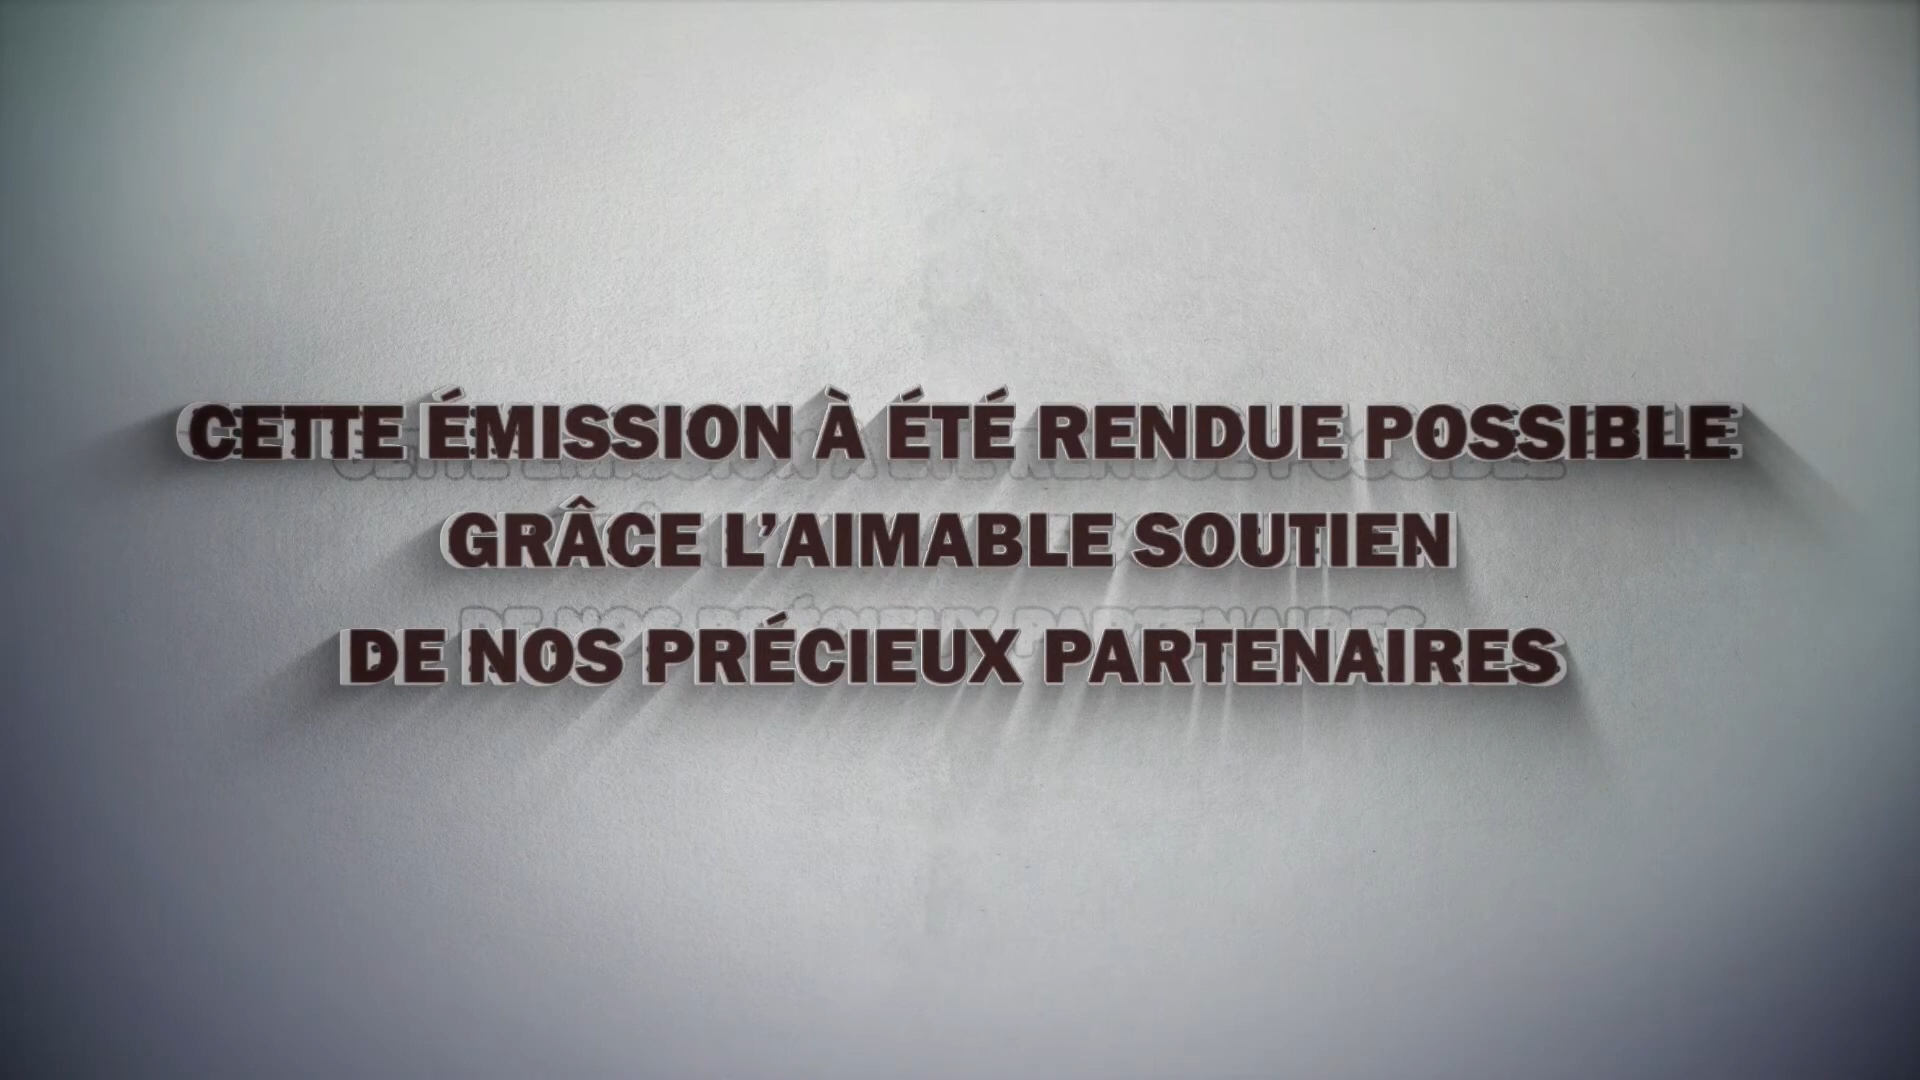 CETTE ÉMISSION À ÉTÉ RENDUE POSSIBLE
GRÂCE L'AIMABLE SOUTIEN
DE NOS PRÉCIEUX PARTENAIRES